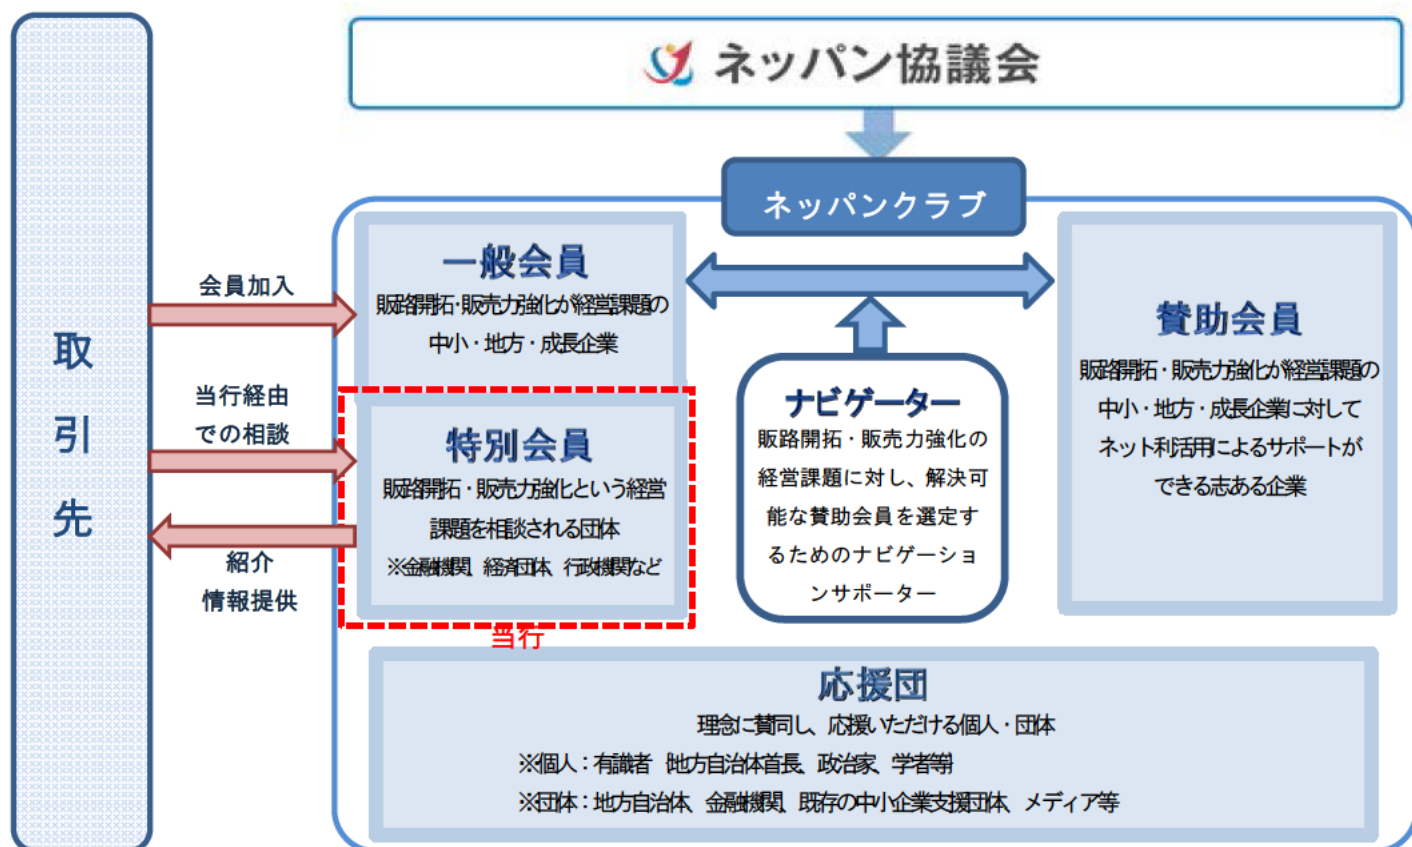 ネッパン協議会
ネッパンクラブ
取引先
会員加入
当行経由
での相談
紹介
情報提供
一般会員
販路開拓・販売力強化が経営課題の
中小・地方・成長企業
特別会員
販路開拓・販売力強化という経営
課題を相談される団体
※金融機関、経済団体、行政機関など
当行
ナビゲーター
販路開拓・販売力強化の
経営課題に対し、解決可
能な賛助会員を選定す
るためのナビゲーショ
ンサポーター
賛助会員
販路開拓・販売力強化が経営課題の
中小・地方・成長企業に対して
ネット利活用によるサポートが
できる志ある企業
応援団
理念に賛同し、応援いただける個人・団体
※個人：有識者（地方自治体首長、政治家、学者等）
※団体：地方自治体、金融機関、既存の中小企業支援団体、メディア等